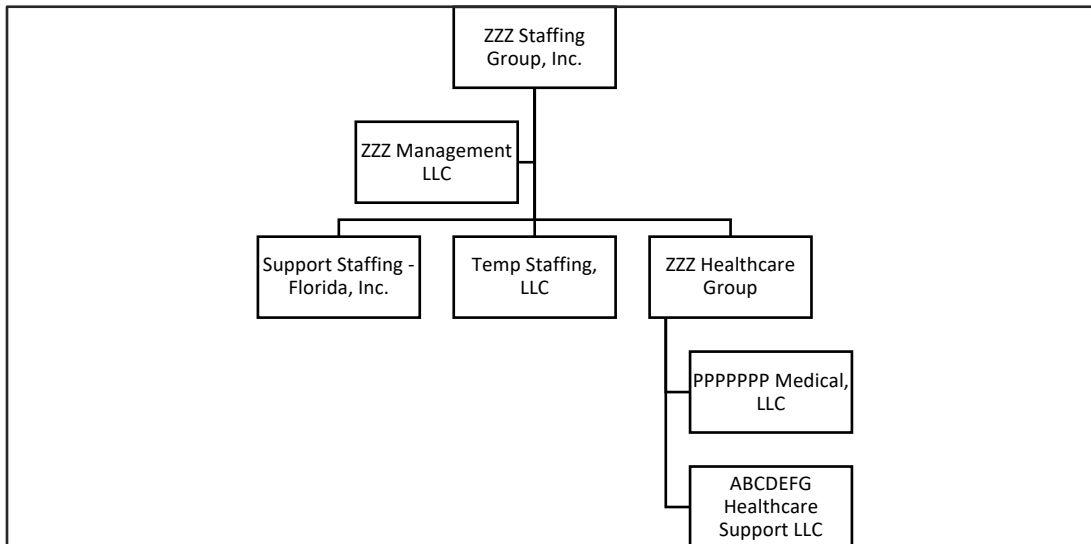 ZZZ Staffing
Group, Inc.
ZZZ Management
LLC
Support Staffing -
Florida, Inc.
Temp Staffing,
LLC
ZZZ Healthcare
Group
PPPPPPP Medical,
LLC
ABCDEFG
Healthcare
Support LLC